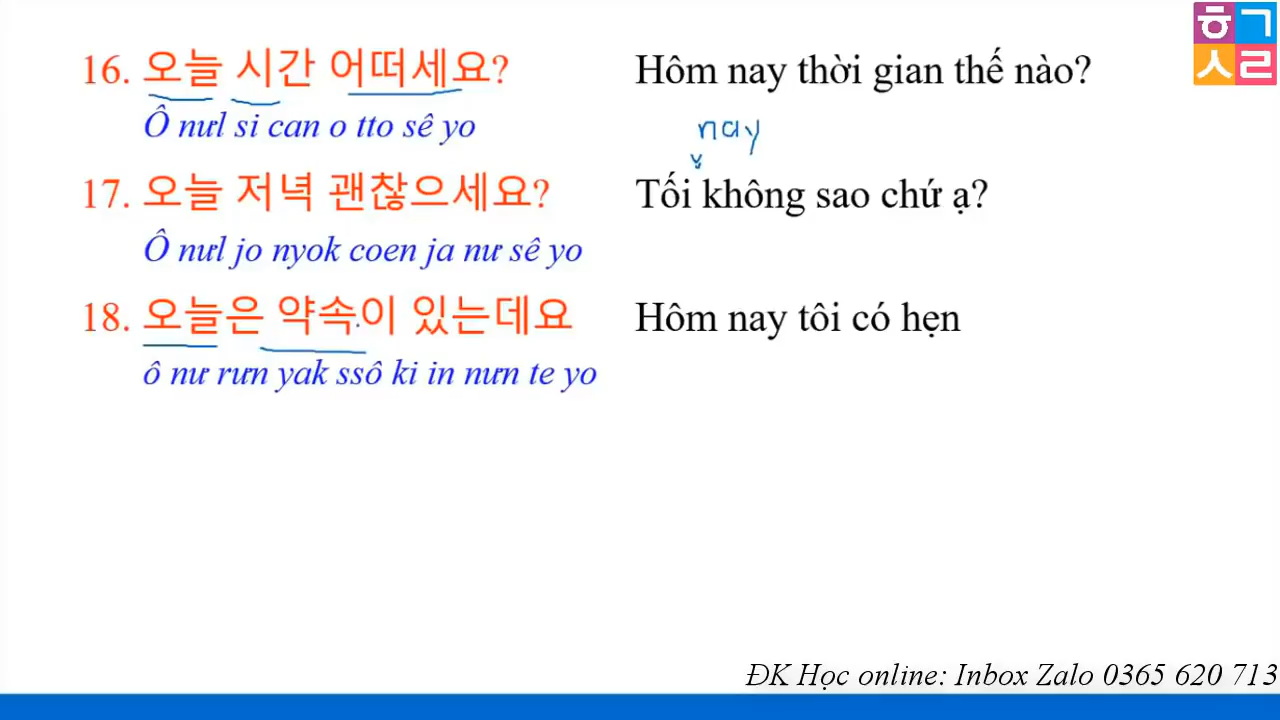 ㅎㄱ
ㅅㄹ
16. 오늘 시간 어떠세요? Hôm nay thời gian thế nào?
Ô nưl si can o tto sê yo
nay
17. 오늘 저녁 괜찮으세요? Tối không sao chứ ạ?
Ô nưl jo nyok coen ja nư sê yo
18. 오늘은 약속이 있는데요 Hôm nay tôi có hẹn
ô nư rưn yak ssô ki in nưn te yo
ĐK Học online: Inbox Zalo 0365 620 713